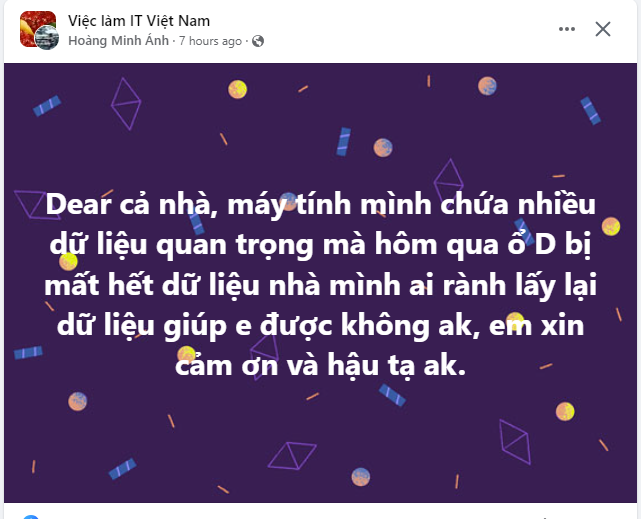 Việc làm IT Việt Nam
Hoàng Minh Ánh · 7 hours ago ·
Dear cả nhà, máy tính mình chứa nhiều
dữ liệu quan trọng mà hôm qua ổ D bị
mất hết dữ liệu nhà mình ai rành lấy lại
dữ liệu giúp e được không ak, em xin
cảm ơn và hậu tạ ak.